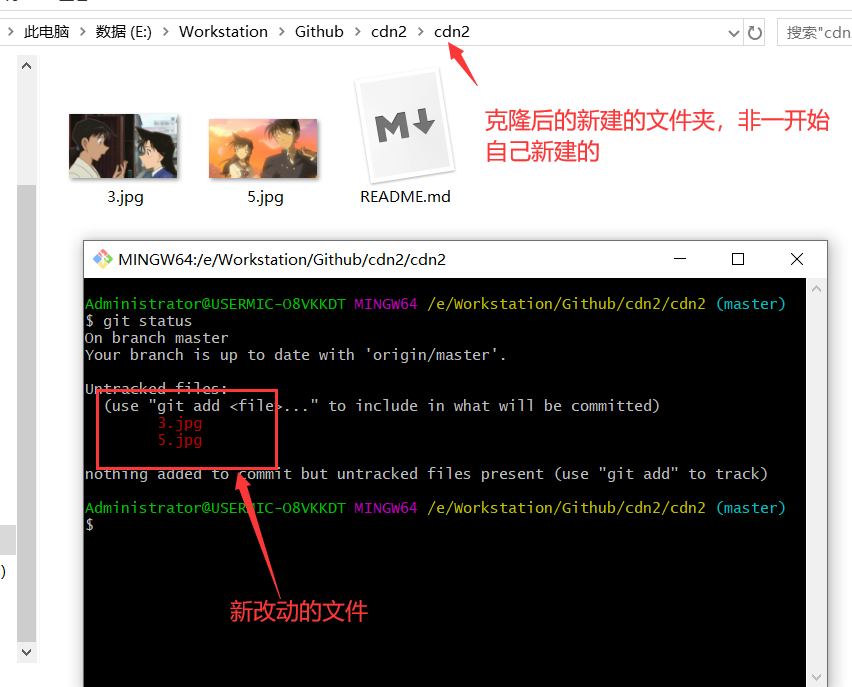 此电脑 > 数据 (E:) > Workstation > Github > cdn2 > cdn2
搜索"cdn
克隆后的新建的文件夹，非一开始
自己新建的
3.jpg
5.jpg
M
README.md
MINGW64:/e/Workstation/Github/cdn2/cdn2
Administrator@USERMIC-O8VKKDT MINGW64 /e/Workstation/Github/cdn2/cdn2 (master)
$ git status
On branch master
Your branch is up to date with 'origin/master'.
Untracked files:
(use "git add <file>..." to include in what will be committed)
3.jpg
5.jpg
nothing added to commit but untracked files present (use "git add" to track)
Administrator@USERMIC-O8VKKDT MINGW64 /e/Workstation/Github/cdn2/cdn2 (master)
$
新改动的文件
)